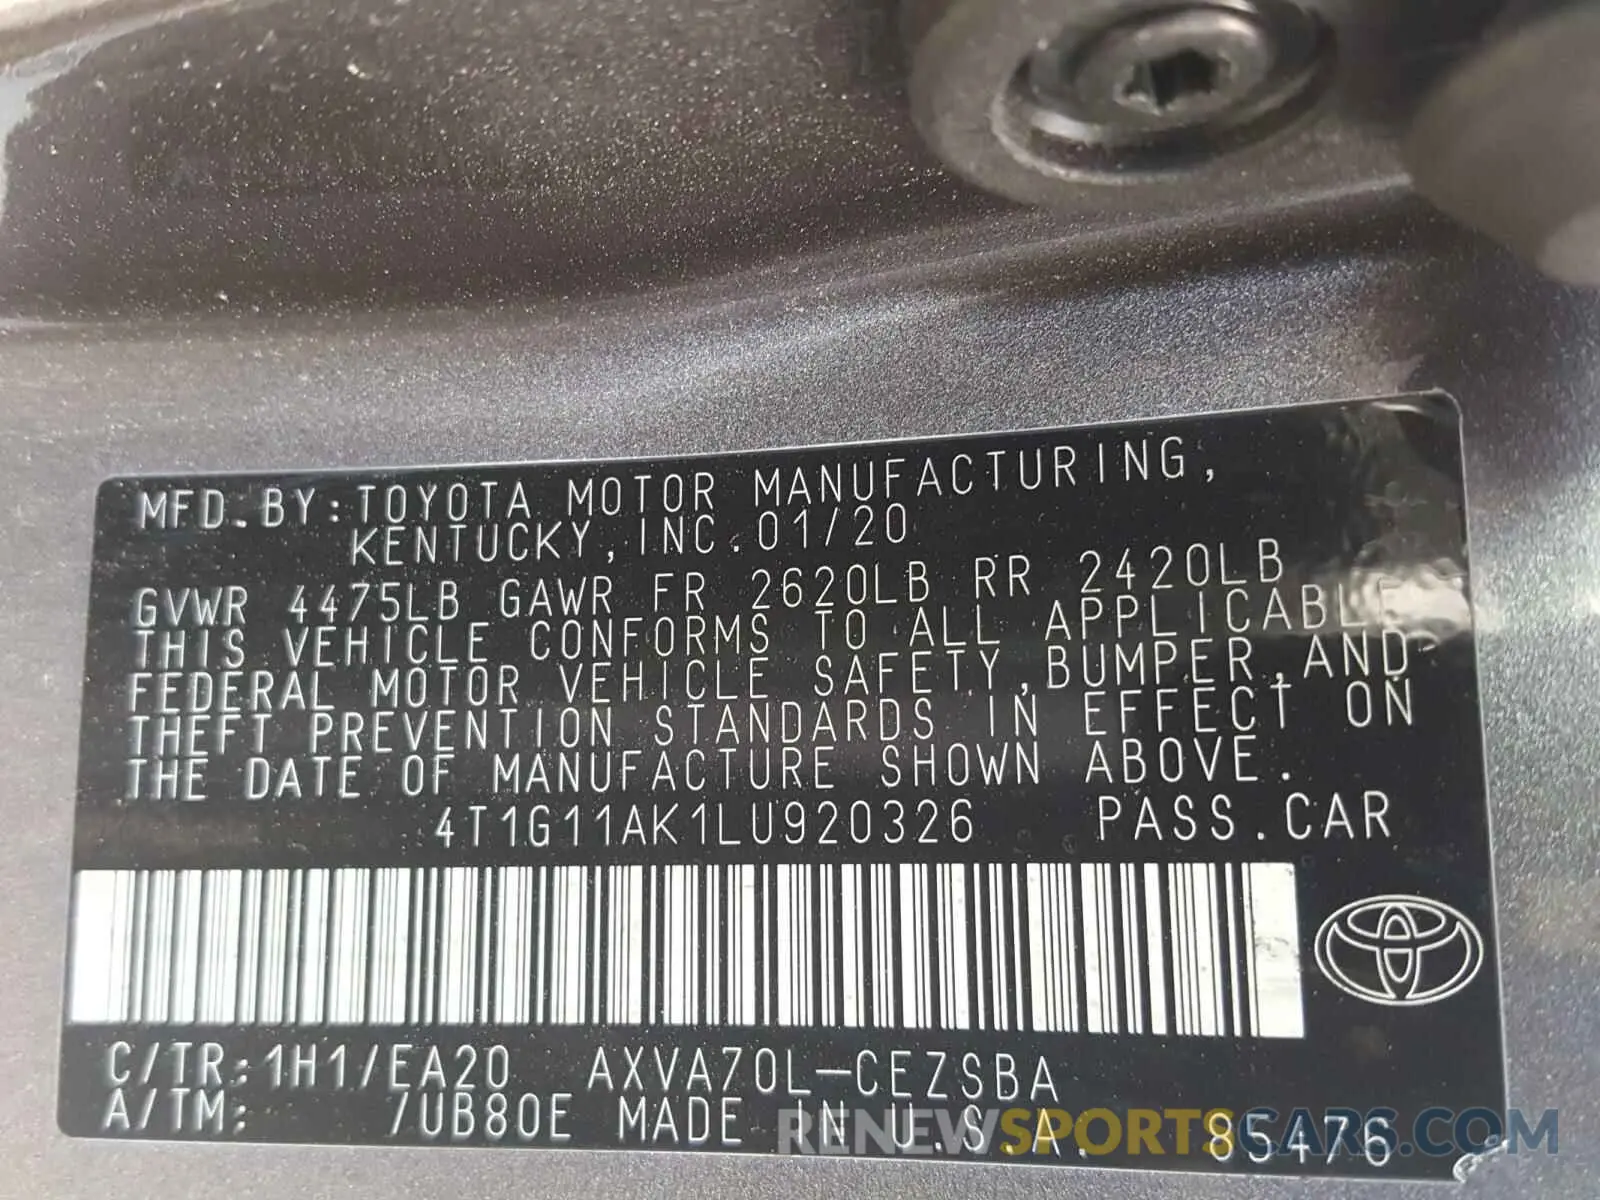 MFD.BY:TOYOTA MOTOR MANUFACTURING,
KENTUCKY,INC.01/20
GVWR 4475LB GAWR FR 2620LB RR 2420LB
THIS VEHICLE CONFORMS TO ALL APPLICABLE
FEDERAL MOTOR VEHICLE SAFETY,BUMPER,AND
THEFT PREVENTION STANDARDS IN EFFECT ON
THE DATE OF MANUFACTURE SHOWN ABOVE.
4T1G11AK1LU920326 PASS.CAR
C/TR:1H1/EA20 AXVA70L-CEZSBA
A/TM: /UB80E MADE IN U.S.A. 85476
RENEWSPORTSCARS.COM